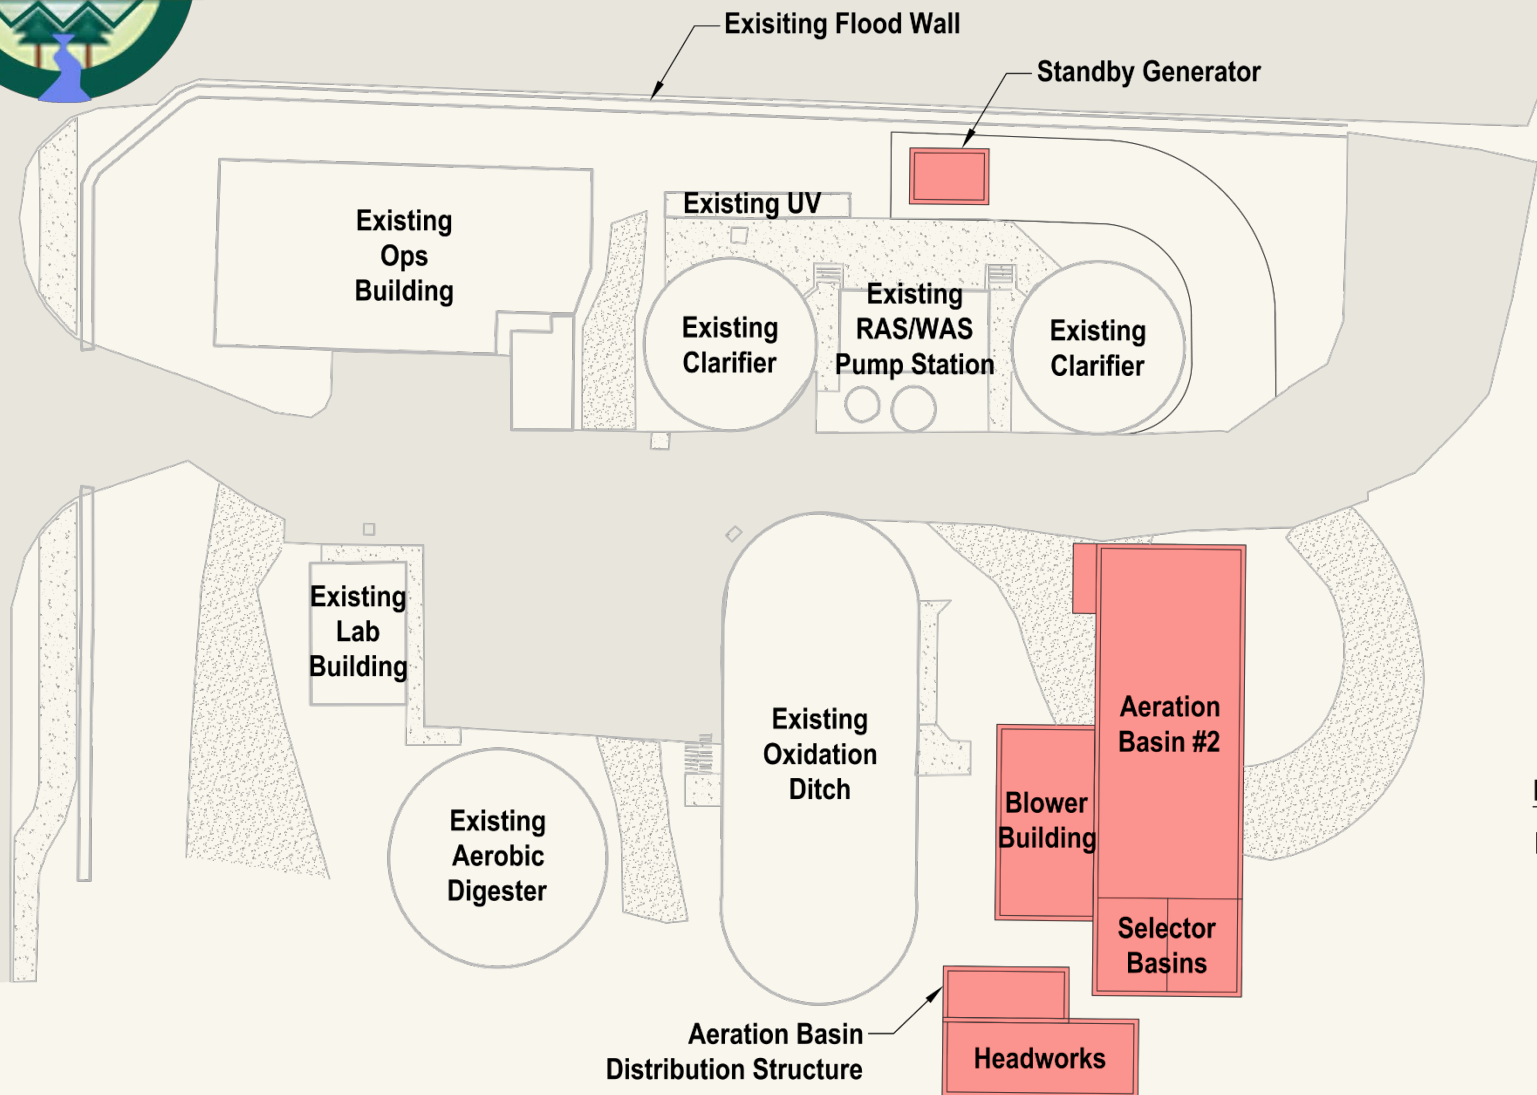 Exisiting Flood Wall
Standby Generator
Existing UV
Existing
Ops
Building
Existing
Clarifier
Existing
RAS/WAS
Pump Station
Existing
Clarifier
Existing
Lab
Building
Existing
Oxidation
Ditch
Aeration
Basin #2
Blower
Building
Existing
Aerobic
Digester
Selector
Basins
Aeration Basin
Distribution Structure
Headworks